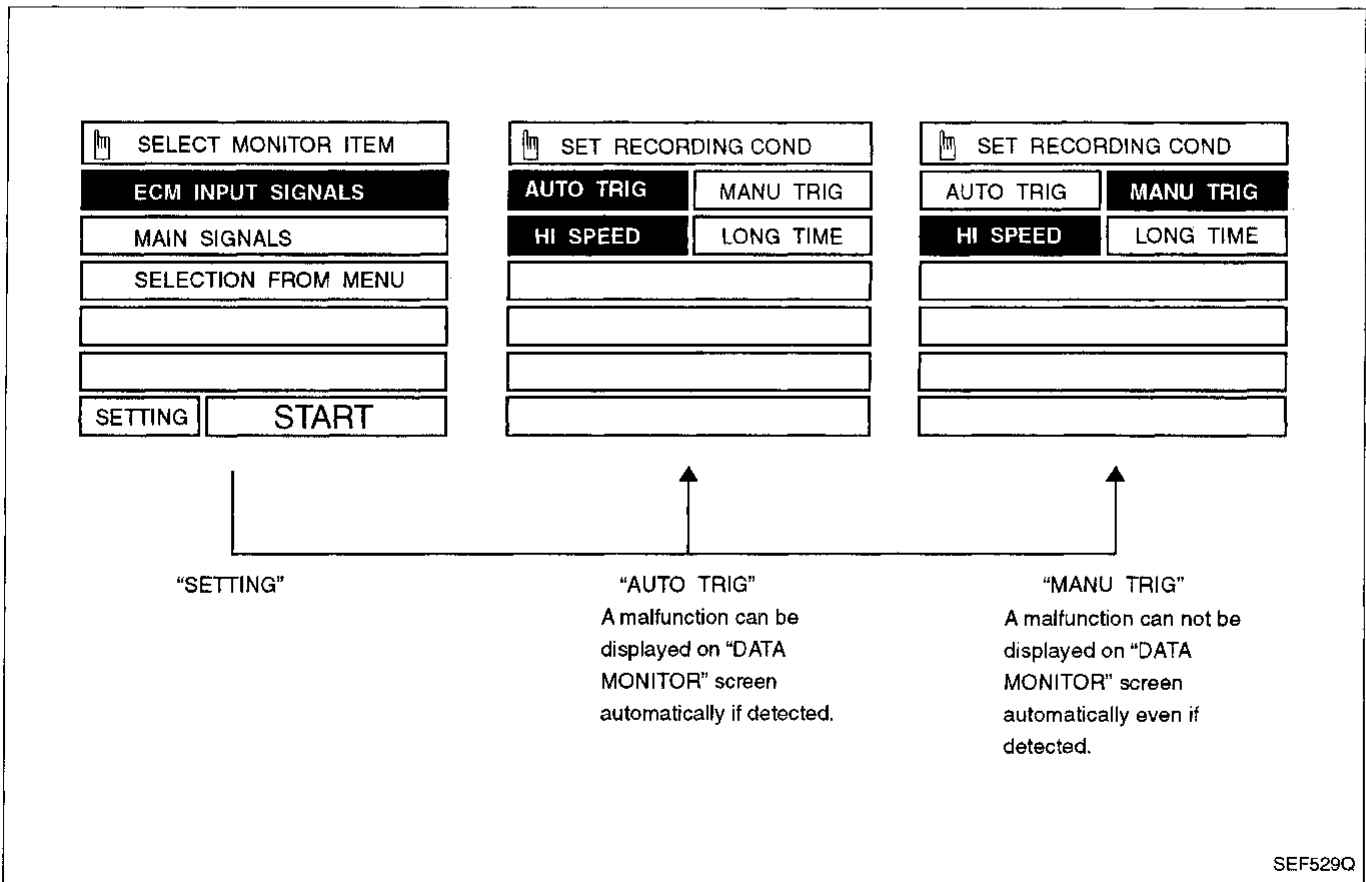 SELECT MONITOR ITEM
ECM INPUT SIGNALS
MAIN SIGNALS
SELECTION FROM MENU
SETTING
START
SET RECORDING COND
AUTO TRIG
MANU TRIG
HI SPEED
LONG TIME
SET RECORDING COND
AUTO TRIG
MANU TRIG
HI SPEED
LONG TIME
“SETTING”
“AUTO TRIG”
A malfunction can be
displayed on “DATA
MONITOR” screen
automatically if detected.
“MANU TRIG”
A malfunction can not be
displayed on “DATA
MONITOR” screen
automatically even if
detected.
SEF529Q